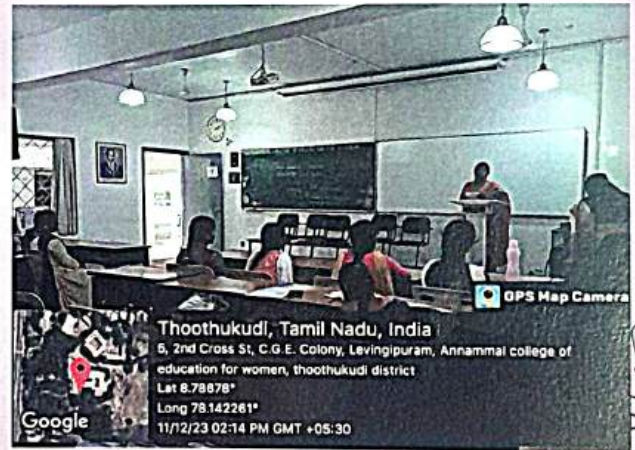 GPS Map Camera
Thoothukudi, Tamil Nadu, India
5, 2nd Cross St, C.G.E. Colony, Levingipuram, Annammal college of
education for women, thoothukudi district
Lat 8.78678°
Long 78.142261°
11/12/23 02:14 PM GMT +05:30
Google